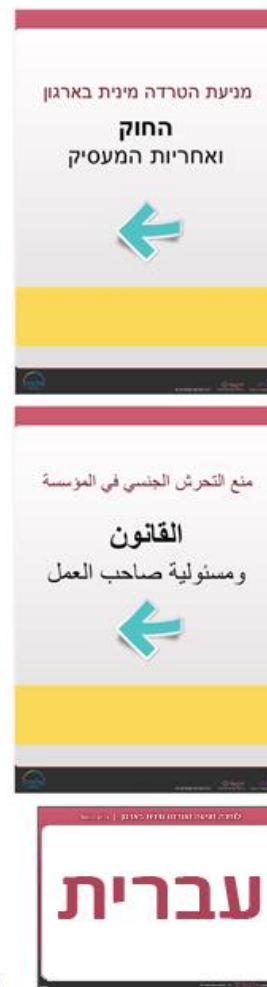 מניעת הטרדה מינית בארגון
החוק
ואחריות המעסיק
منع التحرش الجنسي في المؤسسة
القانون
ومسئولية صاحب العمل
עברית